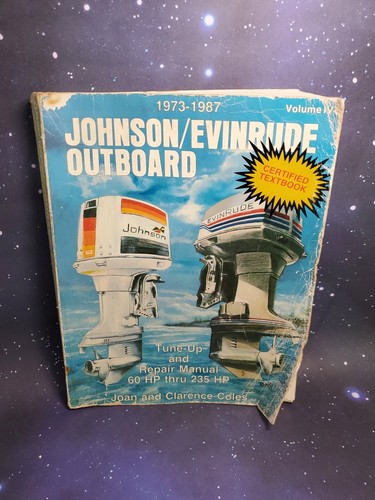 1973-1987
Volume IV
JOHNSON/EVINRUDE
OUTBOARD
CERTIFIED
TEXTBOOK
Johnson
EVINRUDE
Tune-Up
and
Repair Manual
60 HP thru 235 HP
Joan and Clarence Coles